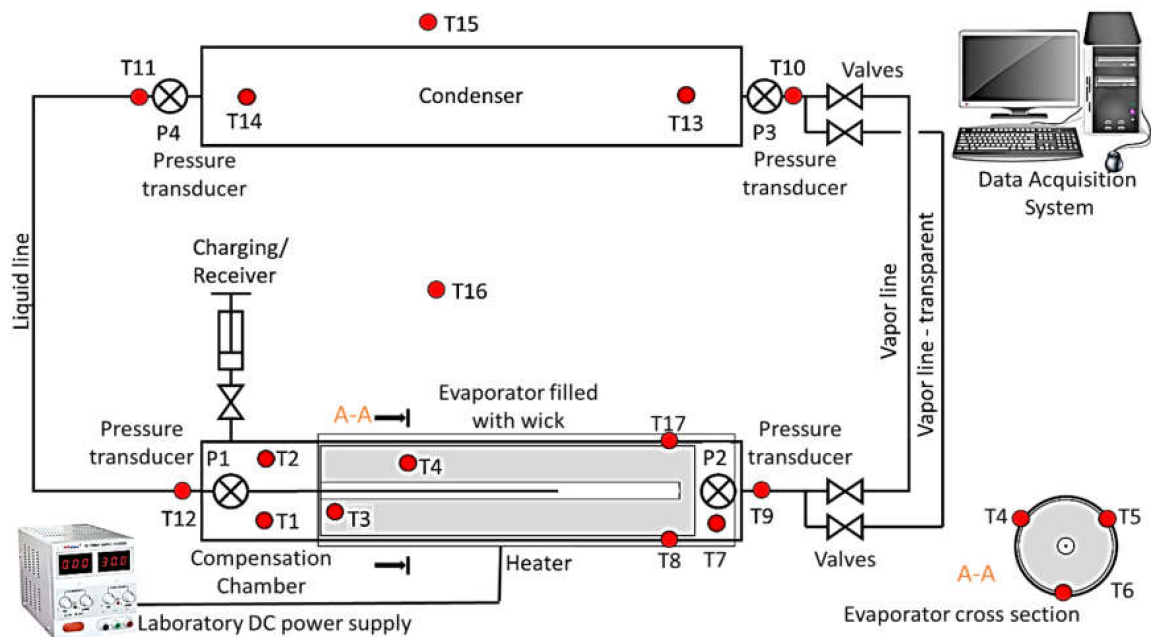 T15
T11
T10
Valves
Condenser
T14
T13
P4
P3
Pressure
transducer
Pressure
transducer
Data Acquisition
System
Charging/
Receiver
Liquid line
T16
Vapor line
Vapor line - transparent
Evaporator filled
with wick
A-A
T17
Pressure
transducer
Pressure
transducer
P1
T2
T4
P2
T12
T1
T3
T9
T7
T8
Compensation
Chamber
Heater
Valves
T4
T5
A-A
T6
Evaporator cross section
000
300
Laboratory DC power supply